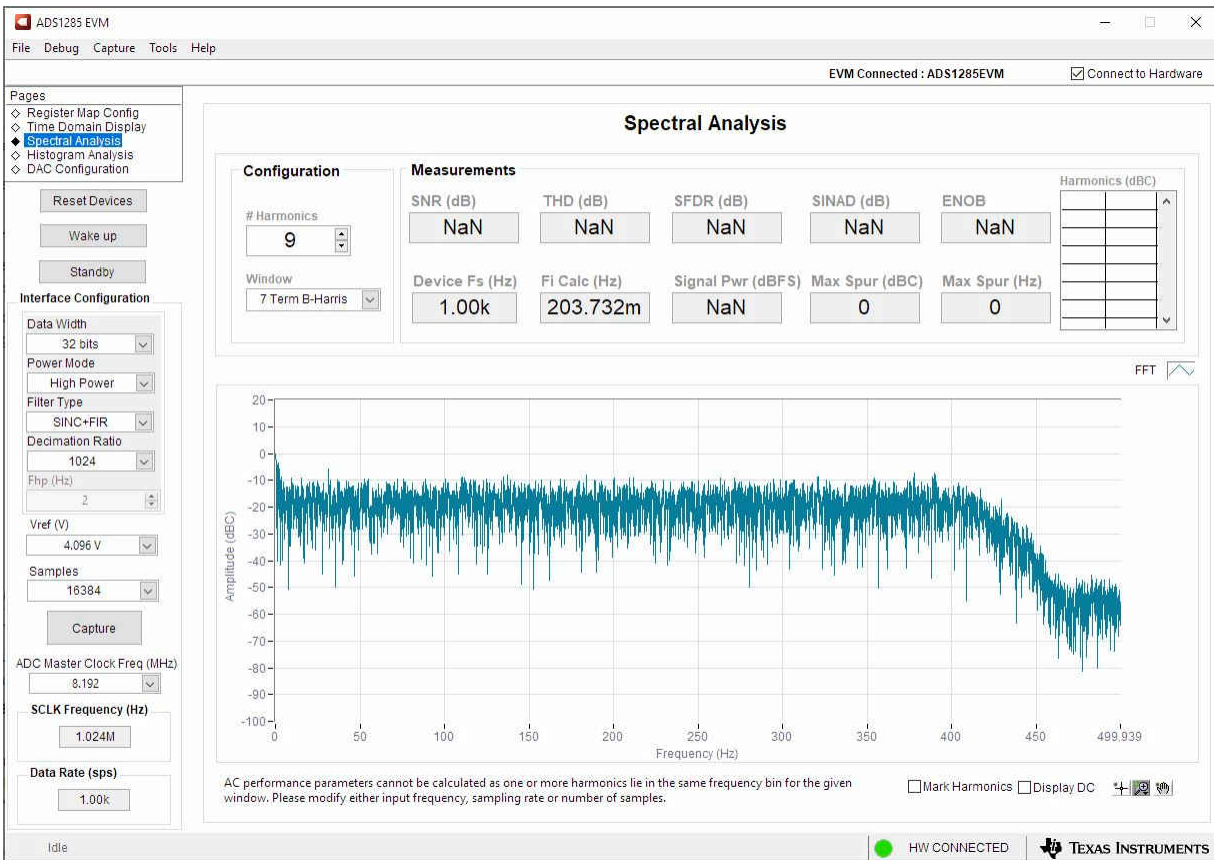 ADS1285 EVM
File Debug Capture Tools Help
EVM Connected : ADS1285EVM
Connect to Hardware
Pages
Register Map Config
Time Domain Display
Spectral Analysis
Histogram Analysis
DAC Configuration
Reset Devices
Wake up
Standby
Interface Configuration
Data Width
32 bits
Power Mode
High Power
Filter Type
SINC+FIR
Decimation Ratio
1024
Fhp (Hz)
2
Vref (V)
4.096 V
Samples
16384
Capture
ADC Master Clock Freq (MHz)
8.192
SCLK Frequency (Hz)
1.024M
Data Rate (sps)
1.00k
Spectral Analysis
Configuration
# Harmonics
9
Window
7 Term B-Harris
Measurements
SNR (dB) THD (dB) SFDR (dB) SINAD (dB) ENOB
NaN NaN NaN NaN NaN
Device Fs (Hz) Fi Calc (Hz) Signal Pwr (dBFS) Max Spur (dBC) Max Spur (Hz)
1.00k 203.732m NaN 0 0
Harmonics (dBC)
FFT
20
10
0
-10
-20
-30
-40
-50
-60
-70
-80
-90
-100
Amplitude (dBC)
0 50 100 150 200 250 300 350 400 450 499.939
Frequency (Hz)
AC performance parameters cannot be calculated as one or more harmonics lie in the same frequency bin for the given
window. Please modify either input frequency, sampling rate or number of samples.
Mark Harmonics Display DC
Idle
HW CONNECTED
TEXAS INSTRUMENTS